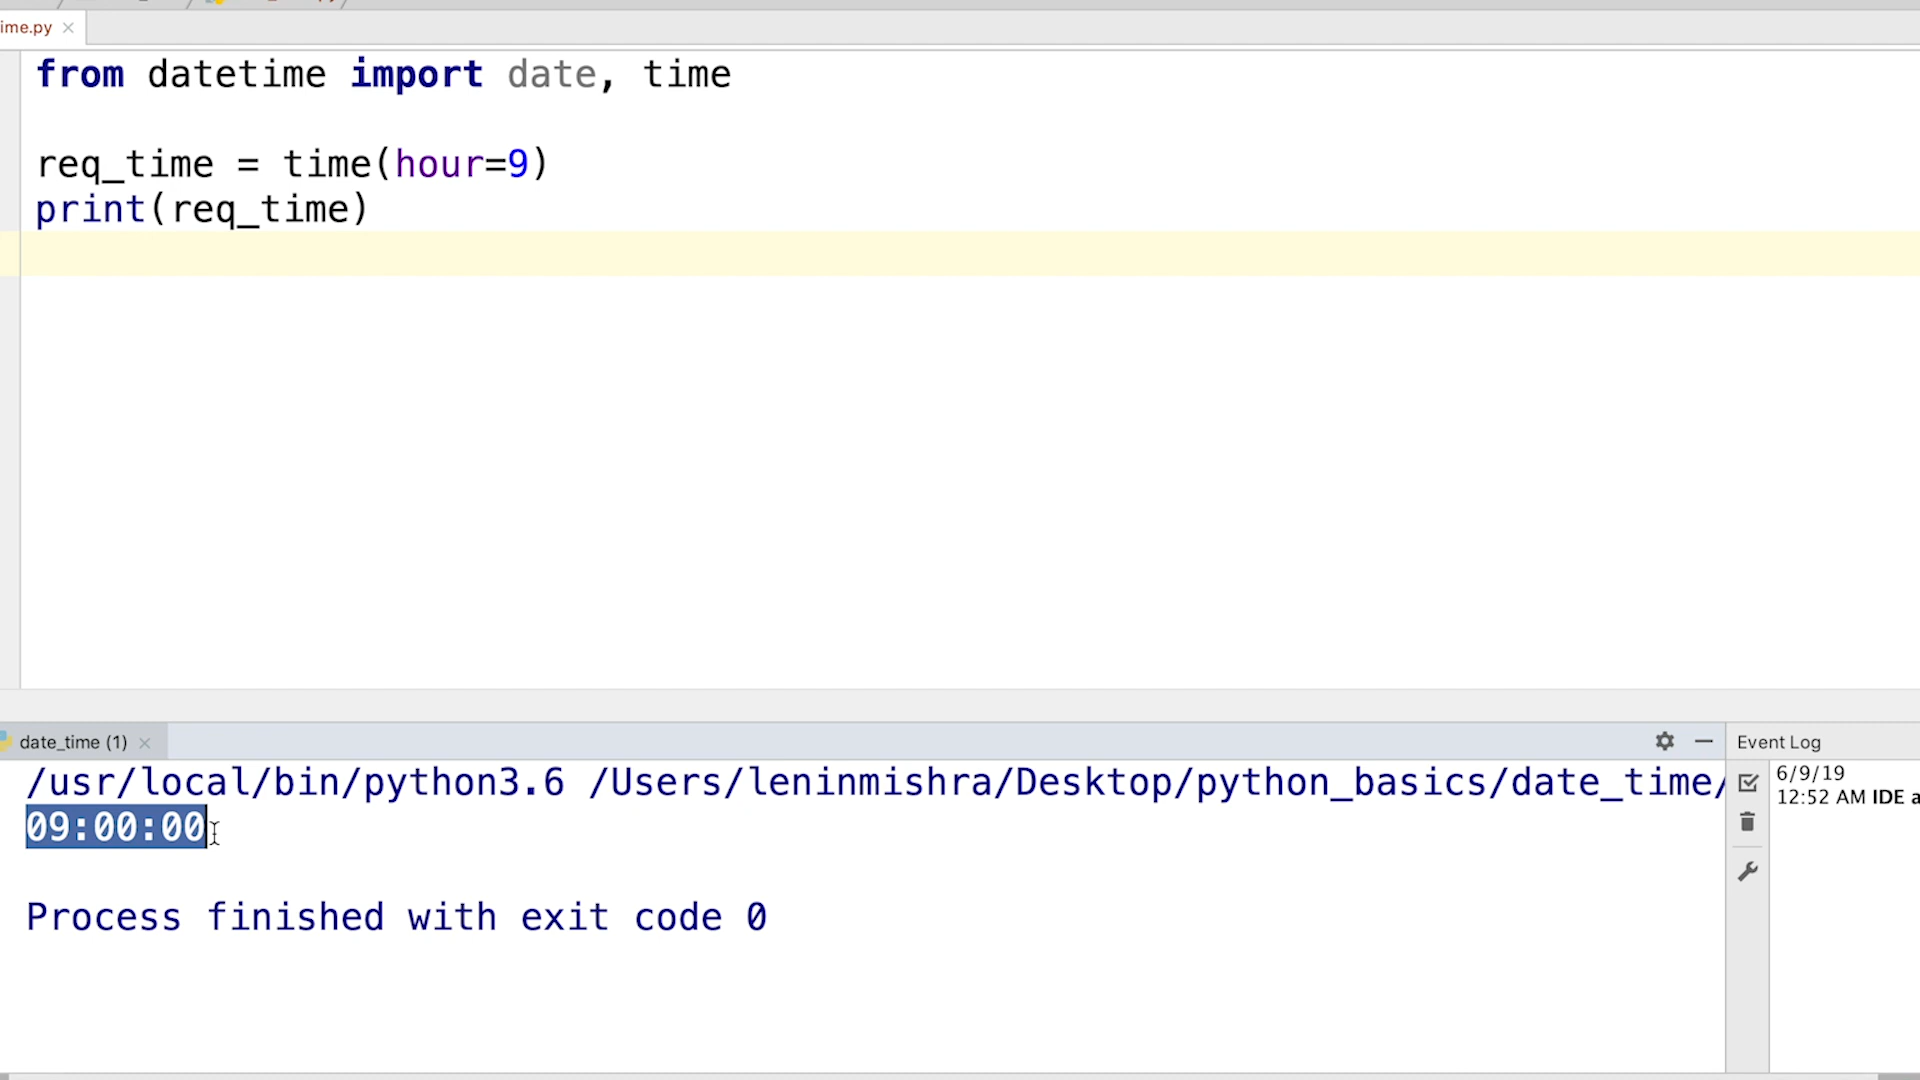 ime.py
from datetime import date, time
req_time = time(hour=9)
print(req_time)
date_time (1)
Event Log
/usr/local/bin/python3.6 /Users/leninmishra/Desktop/python_basics/date_time/
6/9/19
12:52 AM IDE a
09:00:00
Process finished with exit code 0